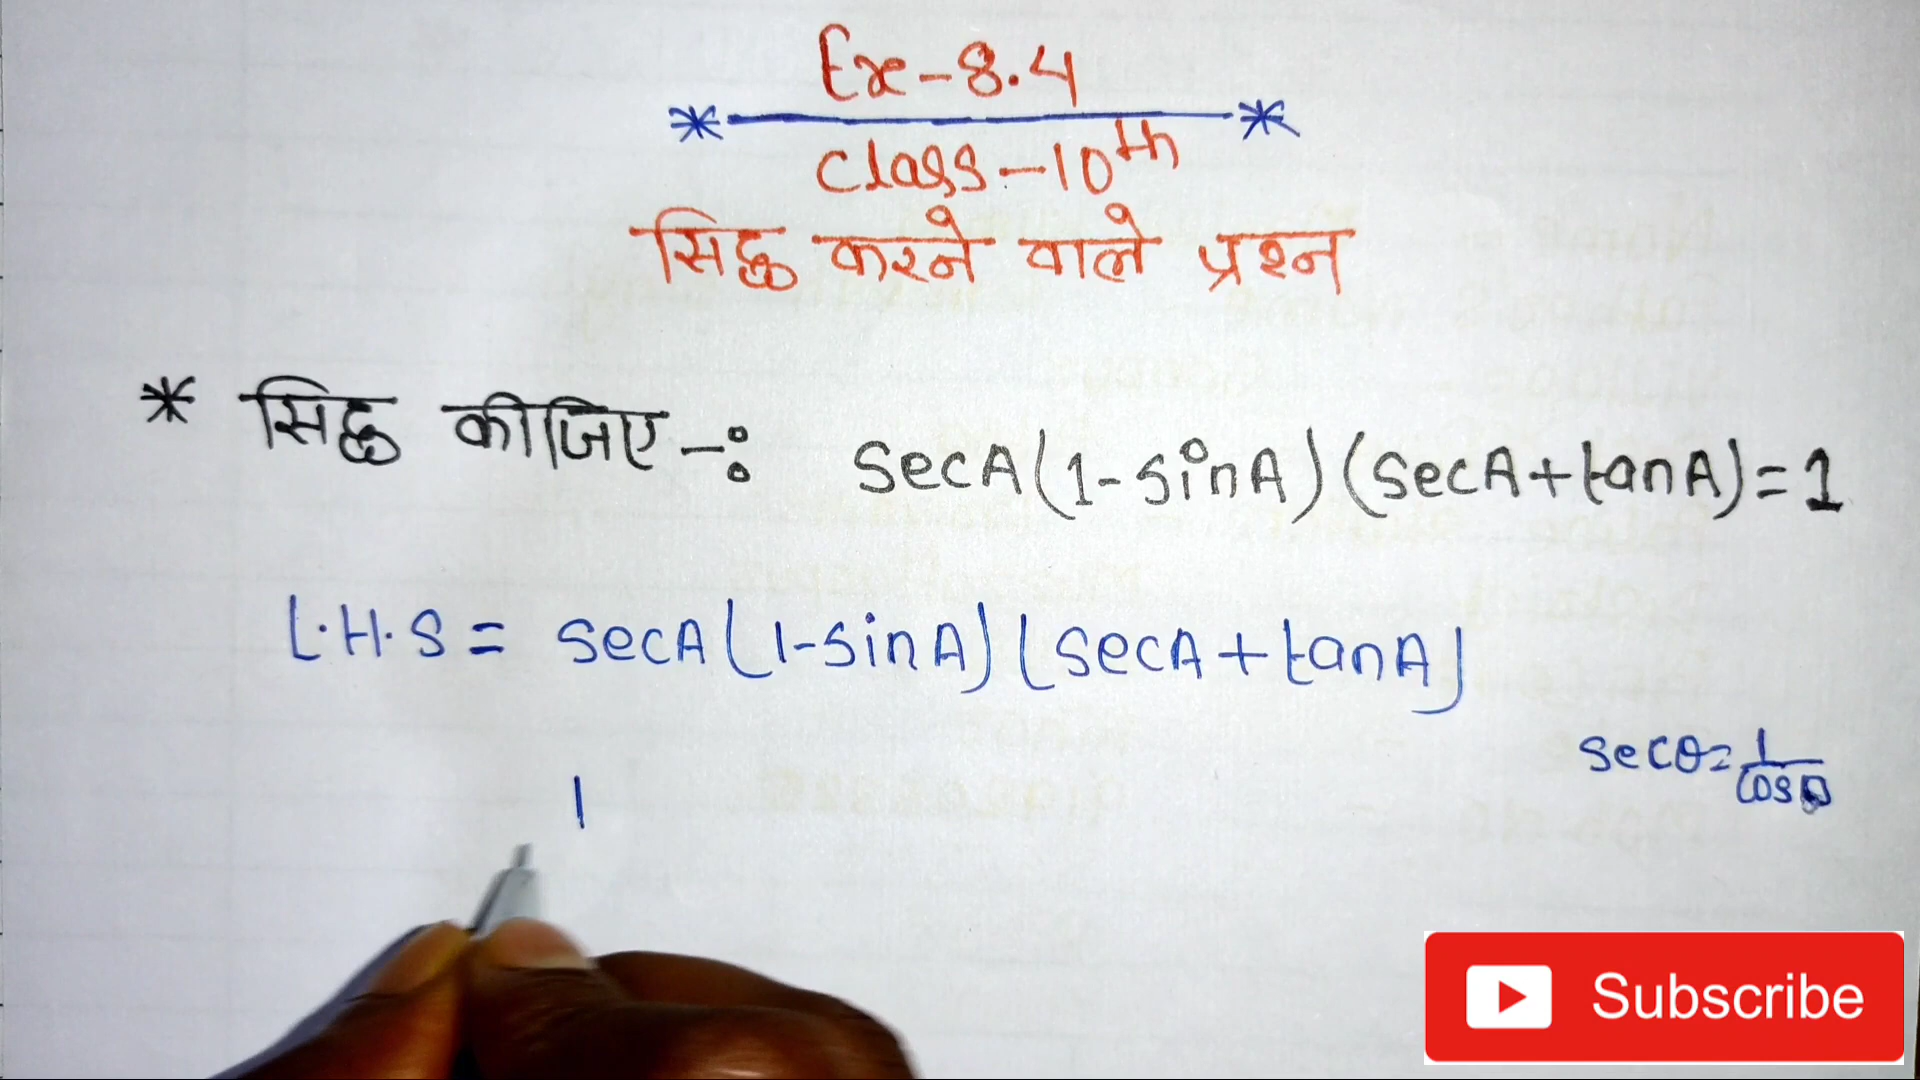 Ex-8.4
* *
Class-10th
सिद्ध करने वाले प्रश्न
* सिद्ध कीजिए -: secA(1-sinA)(secA+tanA)=1
L.H.S = secA(1-sinA)(secA+tanA)
secθ=1/cosθ
1
Subscribe